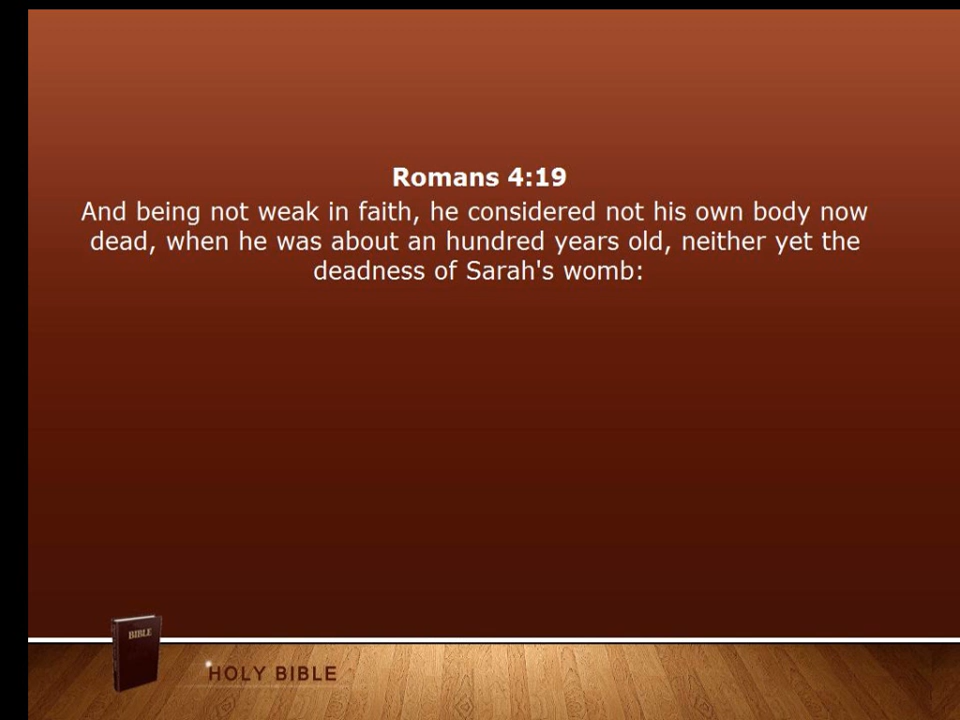 Romans 4:19
And being not weak in faith, he considered not his own body now
dead, when he was about an hundred years old, neither yet the
deadness of Sarah's womb:
BIBLE
HOLY BIBLE